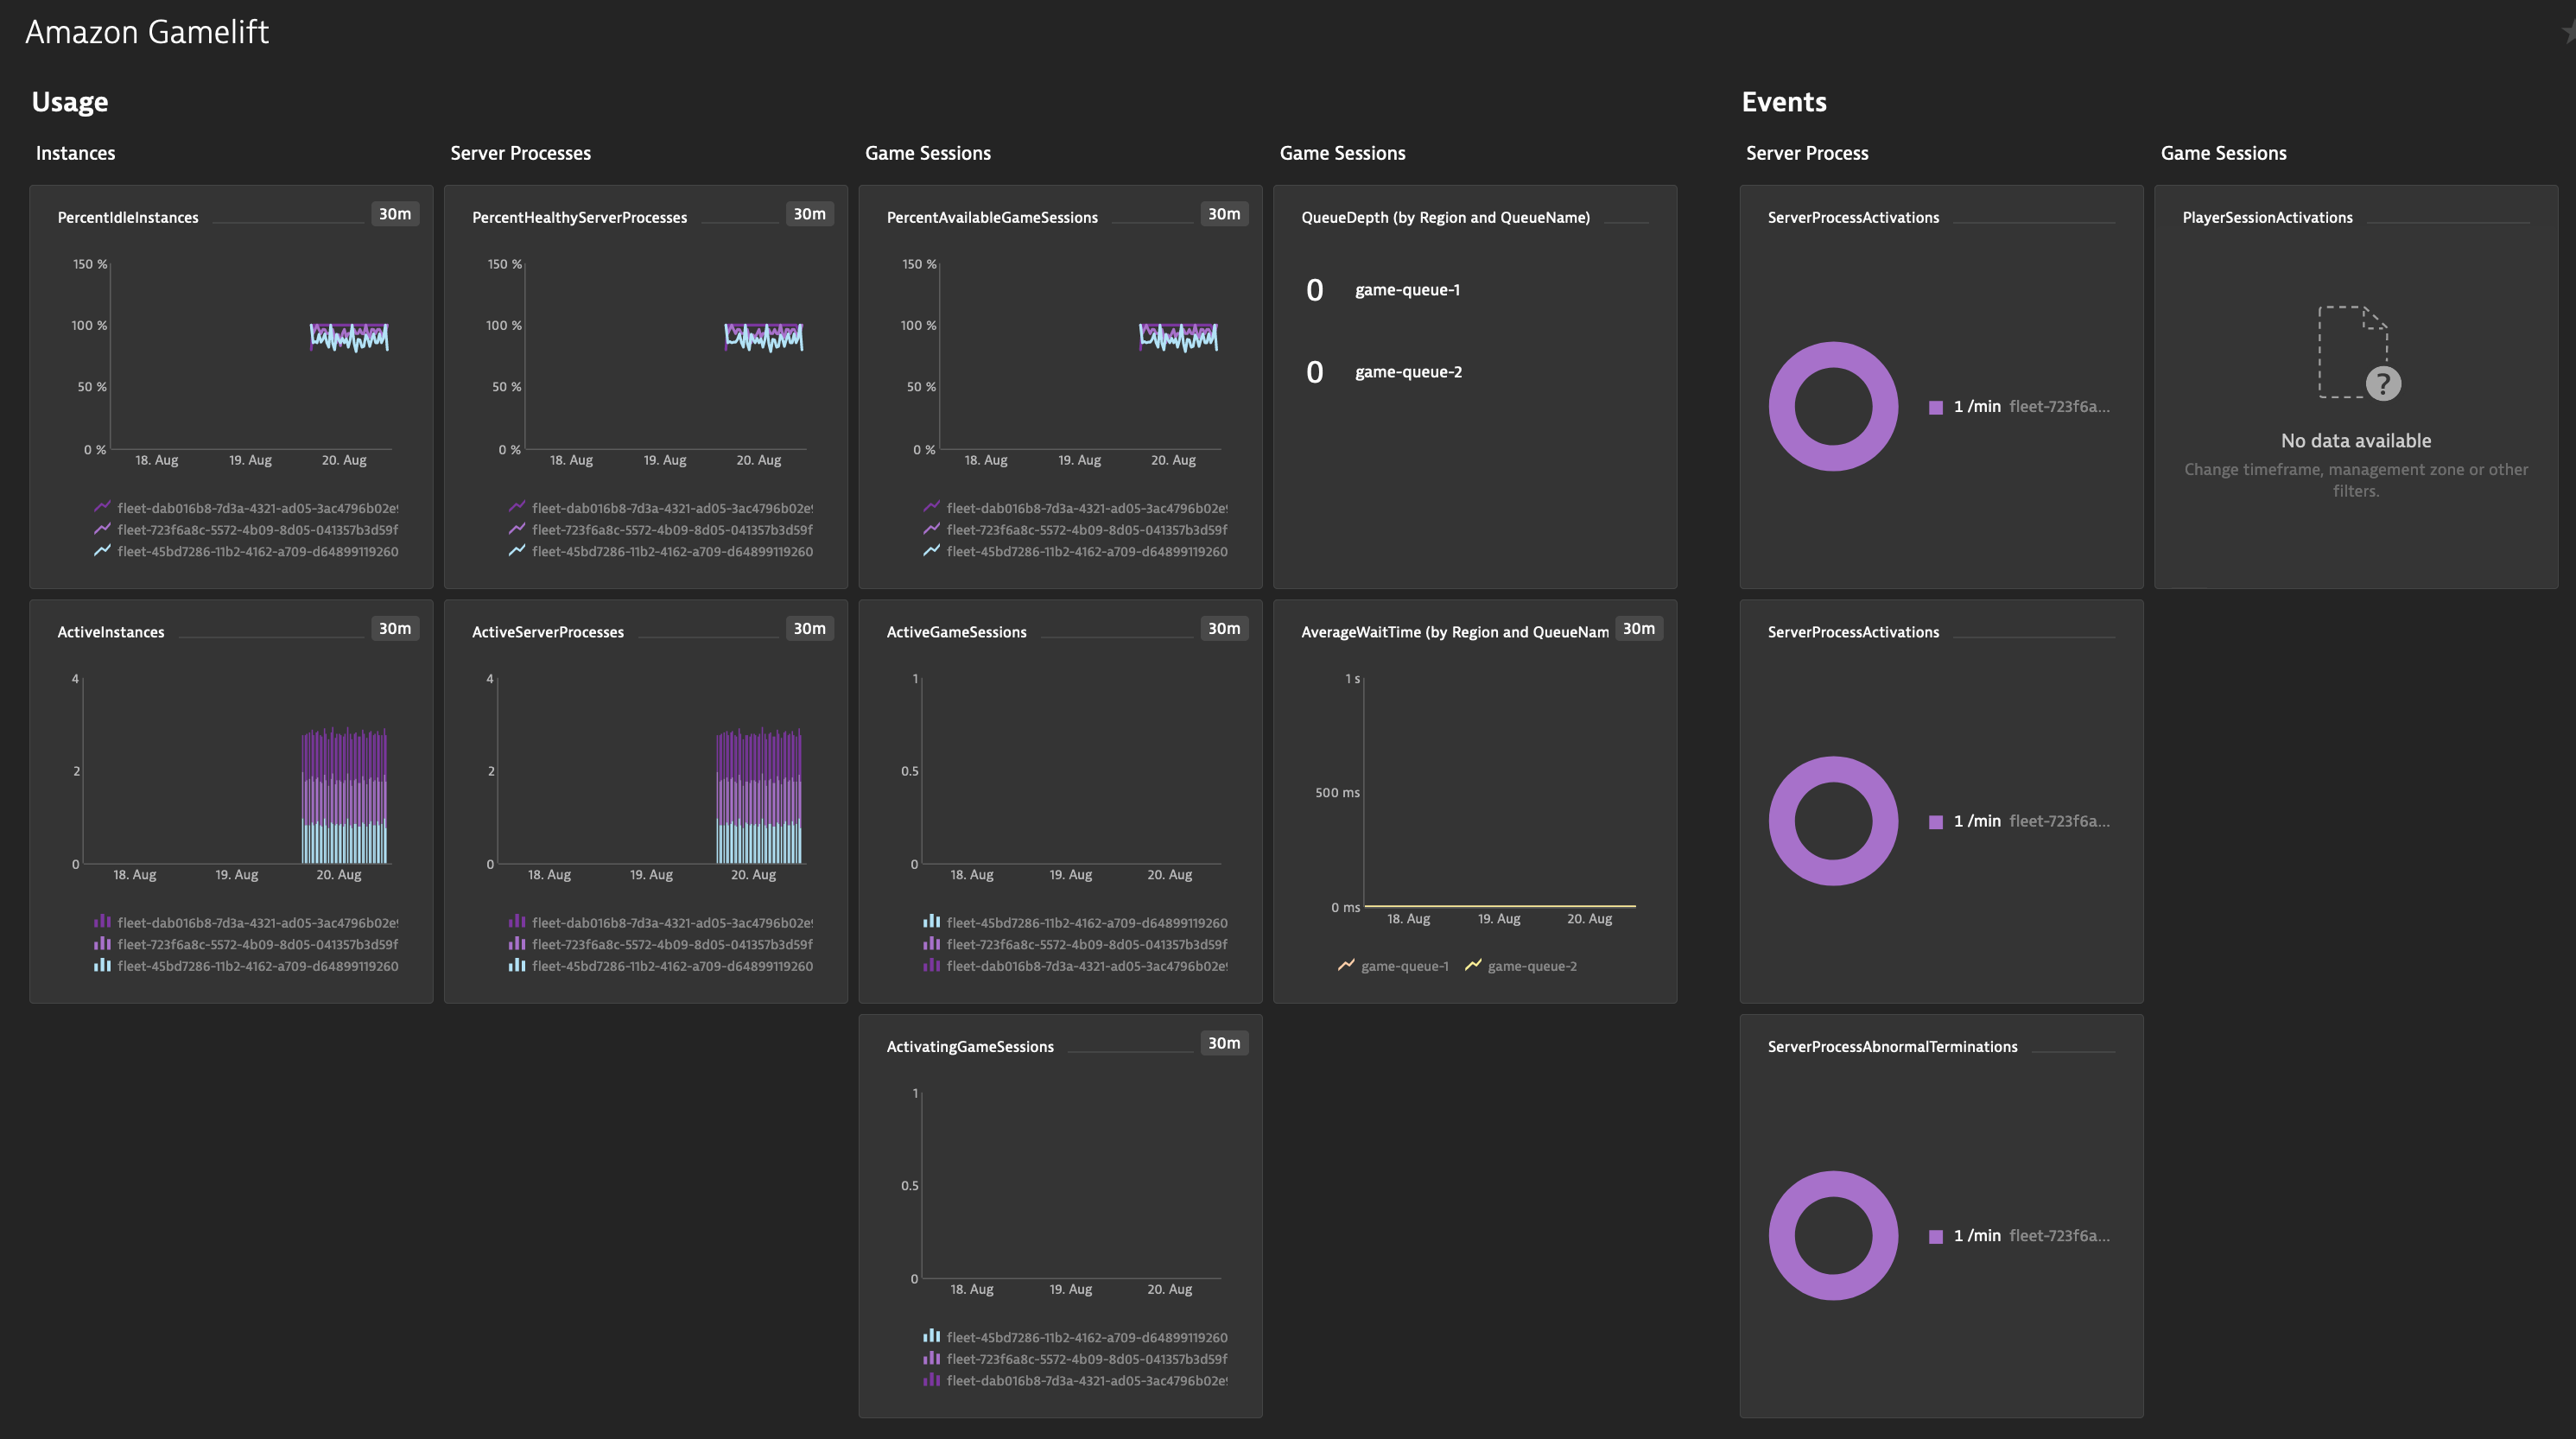 Amazon Gamelift
Usage
Instances
PercentIdleInstances
30m
150 %
100 %
50 %
0 %
18. Aug 19. Aug 20. Aug
fleet-dab016b8-7d3a-4321-ad05-3ac4796b02e
fleet-723f6a8c-5572-4b09-8d05-041357b3d59f
fleet-45bd7286-11b2-4162-a709-d64899119260
ActiveInstances
30m
4
2
0
18. Aug 19. Aug 20. Aug
fleet-dab016b8-7d3a-4321-ad05-3ac4796b02e
fleet-723f6a8c-5572-4b09-8d05-041357b3d59f
fleet-45bd7286-11b2-4162-a709-d64899119260
Server Processes
PercentHealthyServerProcesses
30m
150 %
100 %
50 %
0 %
18. Aug 19. Aug 20. Aug
fleet-dab016b8-7d3a-4321-ad05-3ac4796b02e
fleet-723f6a8c-5572-4b09-8d05-041357b3d59f
fleet-45bd7286-11b2-4162-a709-d64899119260
ActiveServerProcesses
30m
4
2
0
18. Aug 19. Aug 20. Aug
fleet-dab016b8-7d3a-4321-ad05-3ac4796b02e
fleet-723f6a8c-5572-4b09-8d05-041357b3d59f
fleet-45bd7286-11b2-4162-a709-d64899119260
Game Sessions
PercentAvailableGameSessions
30m
150 %
100 %
50 %
0 %
18. Aug 19. Aug 20. Aug
fleet-dab016b8-7d3a-4321-ad05-3ac4796b02e
fleet-723f6a8c-5572-4b09-8d05-041357b3d59f
fleet-45bd7286-11b2-4162-a709-d64899119260
ActiveGameSessions
30m
1
0.5
0
18. Aug 19. Aug 20. Aug
fleet-45bd7286-11b2-4162-a709-d64899119260
fleet-723f6a8c-5572-4b09-8d05-041357b3d59f
fleet-dab016b8-7d3a-4321-ad05-3ac4796b02e
ActivatingGameSessions
30m
1
0.5
0
18. Aug 19. Aug 20. Aug
fleet-45bd7286-11b2-4162-a709-d64899119260
fleet-723f6a8c-5572-4b09-8d05-041357b3d59f
fleet-dab016b8-7d3a-4321-ad05-3ac4796b02e
Game Sessions
QueueDepth (by Region and QueueName)
0 game-queue-1
0 game-queue-2
AverageWaitTime (by Region and QueueNam
30m
1 s
500 ms
0 ms
18. Aug 19. Aug 20. Aug
game-queue-1 game-queue-2
Events
Server Process
ServerProcessActivations
1 /min fleet-723f6a...
ServerProcessActivations
1 /min fleet-723f6a...
ServerProcessAbnormalTerminations
1 /min fleet-723f6a...
Game Sessions
PlayerSessionActivations
?
No data available
Change timeframe, management zone or other
filters.